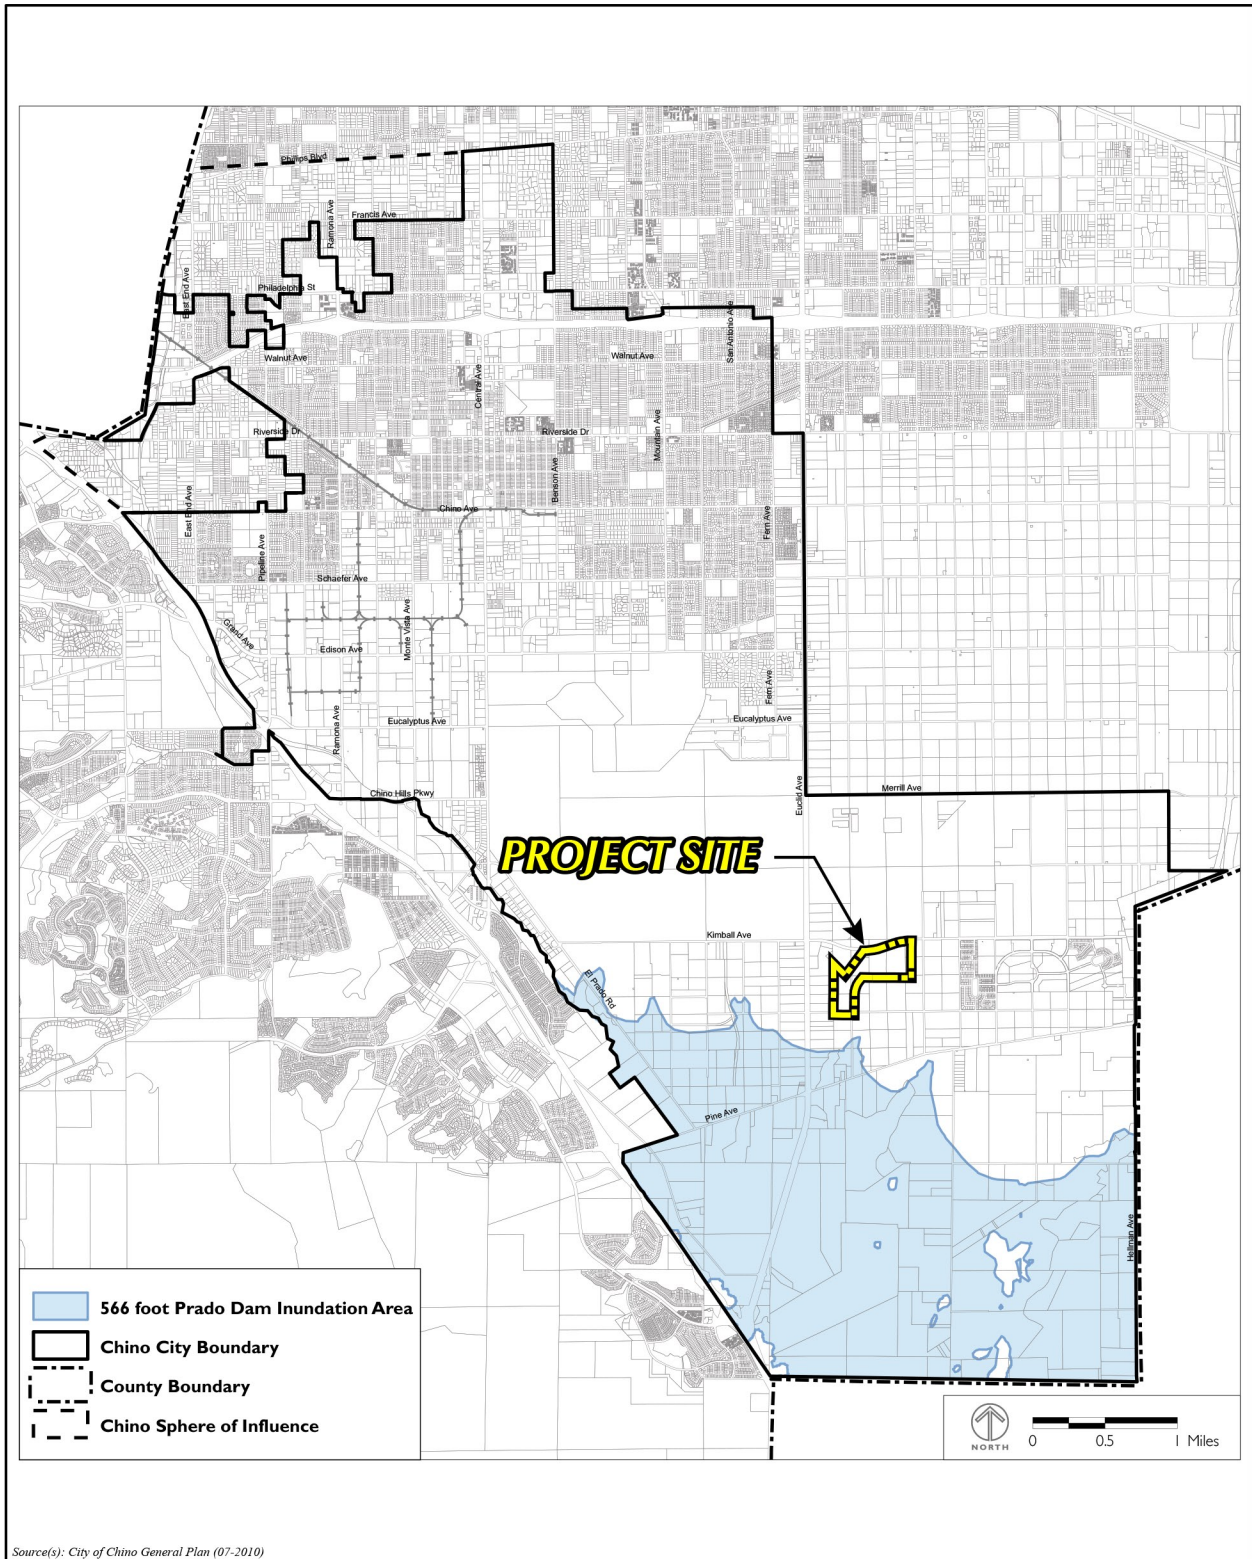 Phillips Blvd
Francis Ave
Ramona Ave
East End Ave
Philadelphia St
San Antonio Ave
Walnut Ave
Walnut Ave
Central Ave
Riverside Dr
Riverside Dr
Mountain Ave
Benson Ave
Chino Ave
East End Ave
Fern Ave
Pipeline Ave
Schaefer Ave
Monte Vista Ave
Grand Ave
Edison Ave
Fern Ave
Ramona Ave
Eucalyptus Ave
Eucalyptus Ave
Chino Hills Pkwy
Euclid Ave
Merrill Ave
PROJECT SITE
Kimball Ave
El Prado Rd
Pine Ave
Hellman Ave
566 foot Prado Dam Inundation Area
Chino City Boundary
County Boundary
Chino Sphere of Influence
NORTH
0 0.5 1 Miles
Source(s): City of Chino General Plan (07-2010)